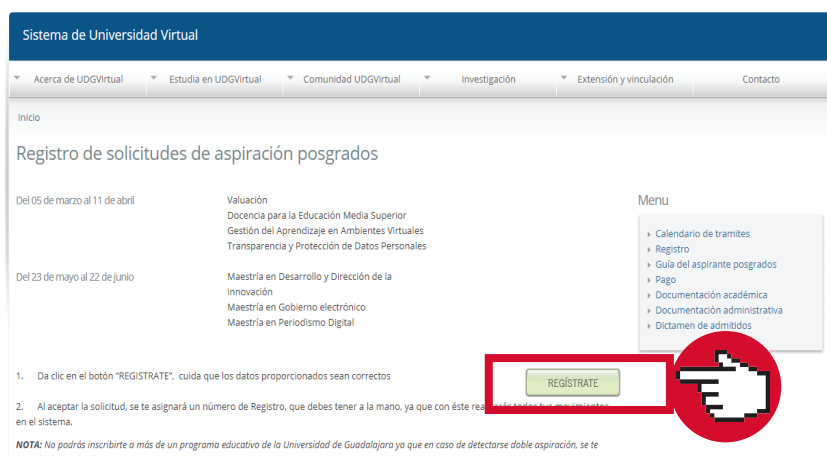 Sistema de Universidad Virtual
Acerca de UDGVirtual
Estudia en UDGVirtual
Comunidad UDGVirtual
Investigación
Extensión y vinculación
Contacto
Inicio
Registro de solicitudes de aspiración posgrados
Del 05 de marzo al 11 de abril
Valuación
Docencia para la Educación Media Superior
Gestión del Aprendizaje en Ambientes Virtuales
Transparencia y Protección de Datos Personales
Del 23 de mayo al 22 de junio
Maestría en Desarrollo y Dirección de la
Innovación
Maestría en Gobierno electrónico
Maestría en Periodismo Digital
Menu
Calendario de tramites
Registro
Guía del aspirante posgrados
Pago
Documentación académica
Documentación administrativa
Dictamen de admitidos
1. Da clic en el botón “REGISTRATE”, cuida que los datos proporcionados sean correctos
REGÍSTRATE
2. Al aceptar la solicitud, se te asignará un número de Registro, que debes tener a la mano, ya que con éste
en el sistema.
NOTA: No podrás inscribirte a más de un programa educativo de la Universidad de Guadalajara ya que en caso de detectarse doble aspiración, se te